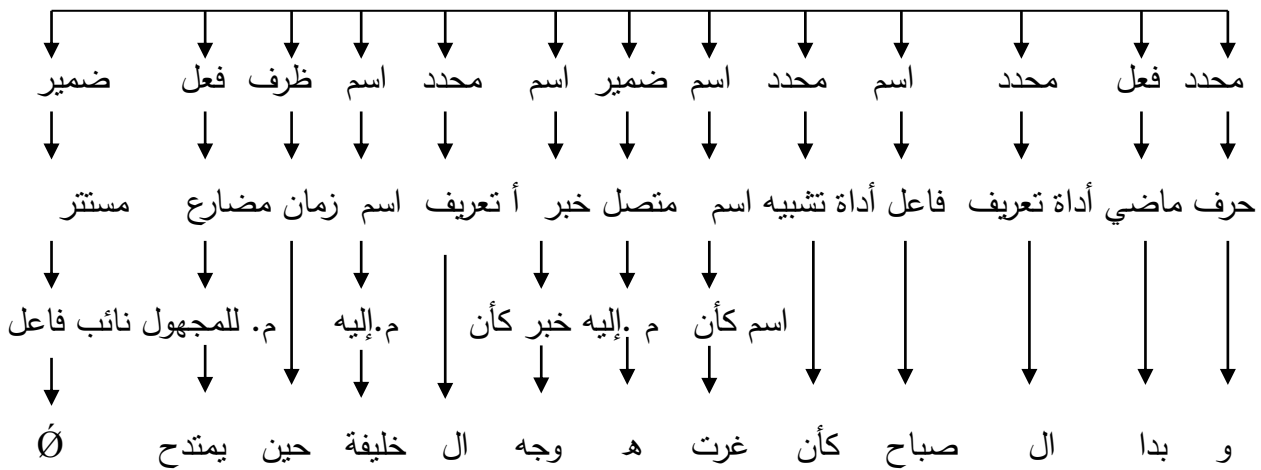 محدد فعل محدد اسم محدد اسم ضمير اسم محدد اسم ظرف فعل ضمير
حرف ماضي أداة تعريف فاعل أداة تشبيه اسم متصل خبر أ تعريف اسم زمان مضارع مستتر
اسم كأن م .إليه خبر كأن م.إليه م. للمجهول نائب فاعل
و بدا ال صباح كأن غرت ه وجه ال خليفة حين يمتدح Ǿ